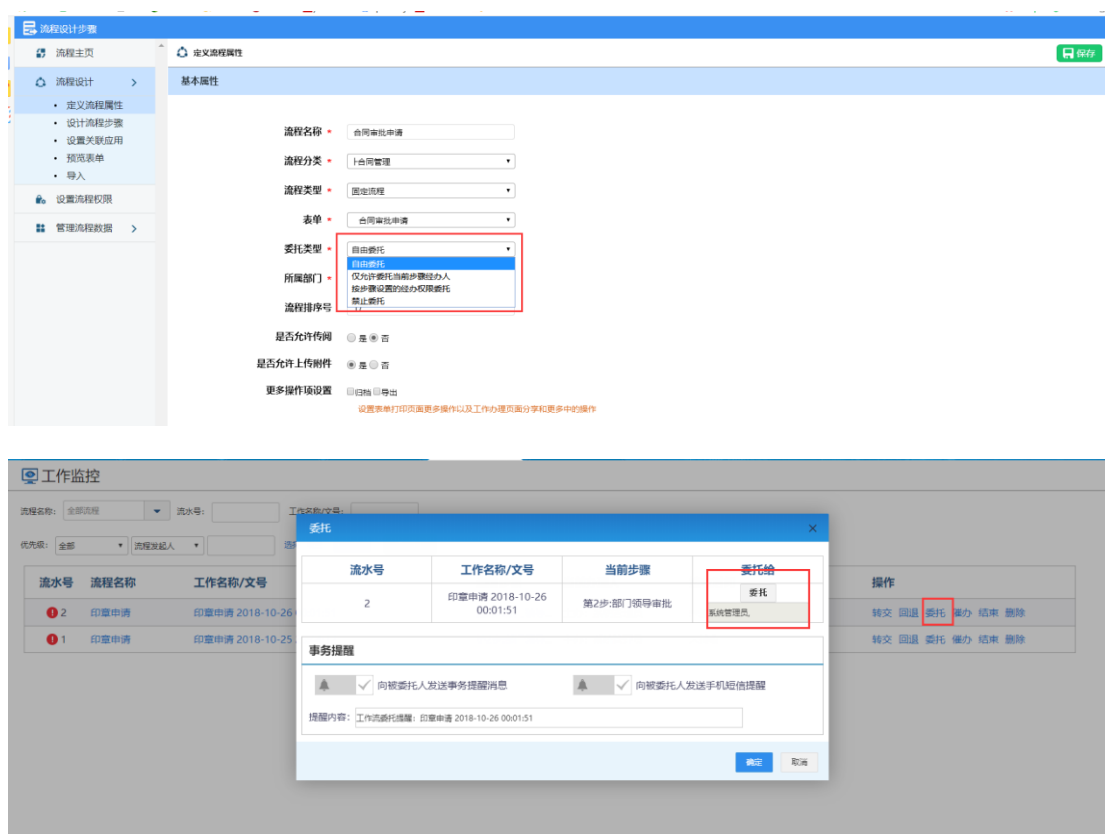 流程设计步骤
流程主页
定义流程属性
保存
流程设计 >
基本属性
• 定义流程属性
• 设计流程步骤
• 设置关联应用
• 预览表单
• 导入
设置流程权限
管理流程数据 >
流程名称 * 合同审批申请
流程分类 * ├合同管理
流程类型 * 固定流程
表单 * 合同审批申请
委托类型 * 自由委托
自由委托
仅允许委托当前步骤经办人
按步骤设置的经办权限委托
禁止委托
所属部门 *
流程排序号
是否允许传阅 是 否
是否允许上传附件 是 否
更多操作项设置 归档 导出
设置表单打印页面更多操作以及工作办理页面分享和更多中的操作
工作监控
流程名称: 全部流程 流水号: 工作名称/文号:
优先级: 全部 流程发起人
流水号 流程名称 工作名称/文号 操作
2 印章申请 印章申请 2018-10-26 转交 回退 委托 催办 结束 删除
1 印章申请 印章申请 2018-10-25 转交 回退 委托 催办 结束 删除
委托 ×
流水号 工作名称/文号 当前步骤 委托给
2 印章申请 2018-10-26 00:01:51 第2步:部门领导审批 委托
系统管理员,
事务提醒
向被委托人发送事务提醒消息 向被委托人发送手机短信提醒
提醒内容: 工作流委托提醒: 印章申请 2018-10-26 00:01:51
确定 取消